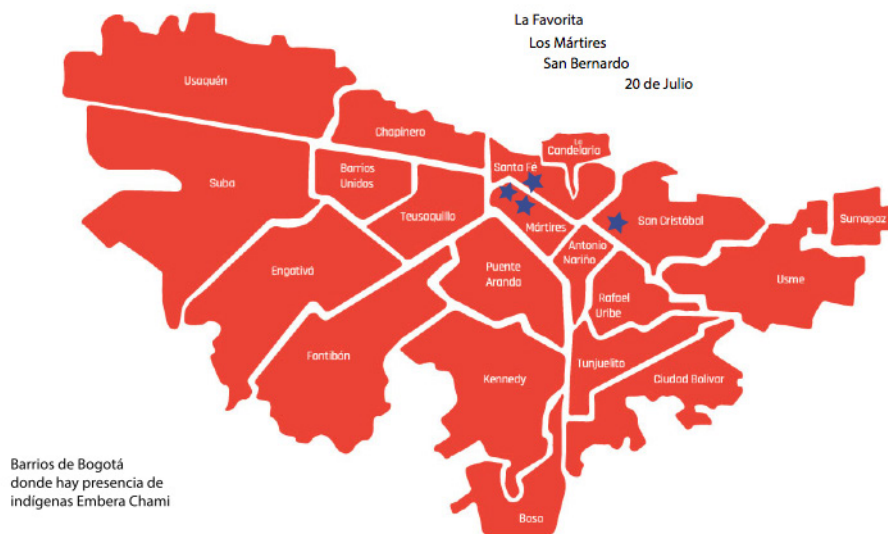 La Favorita
Los Mártires
San Bernardo
20 de Julio
Usaquén
Chapinero
La
Candelaria
Santa Fé
Barrios
Unidos
Suba
Teusaquillo
Mártires
San Cristóbal
Sumapaz
Antonio
Nariño
Engativá
Puente
Aranda
Usme
Rafael
Uribe
Fontibón
Kennedy
Tunjuelito
Ciudad Bolívar
Bosa
Barrios de Bogotá
donde hay presencia de
indígenas Embera Chami